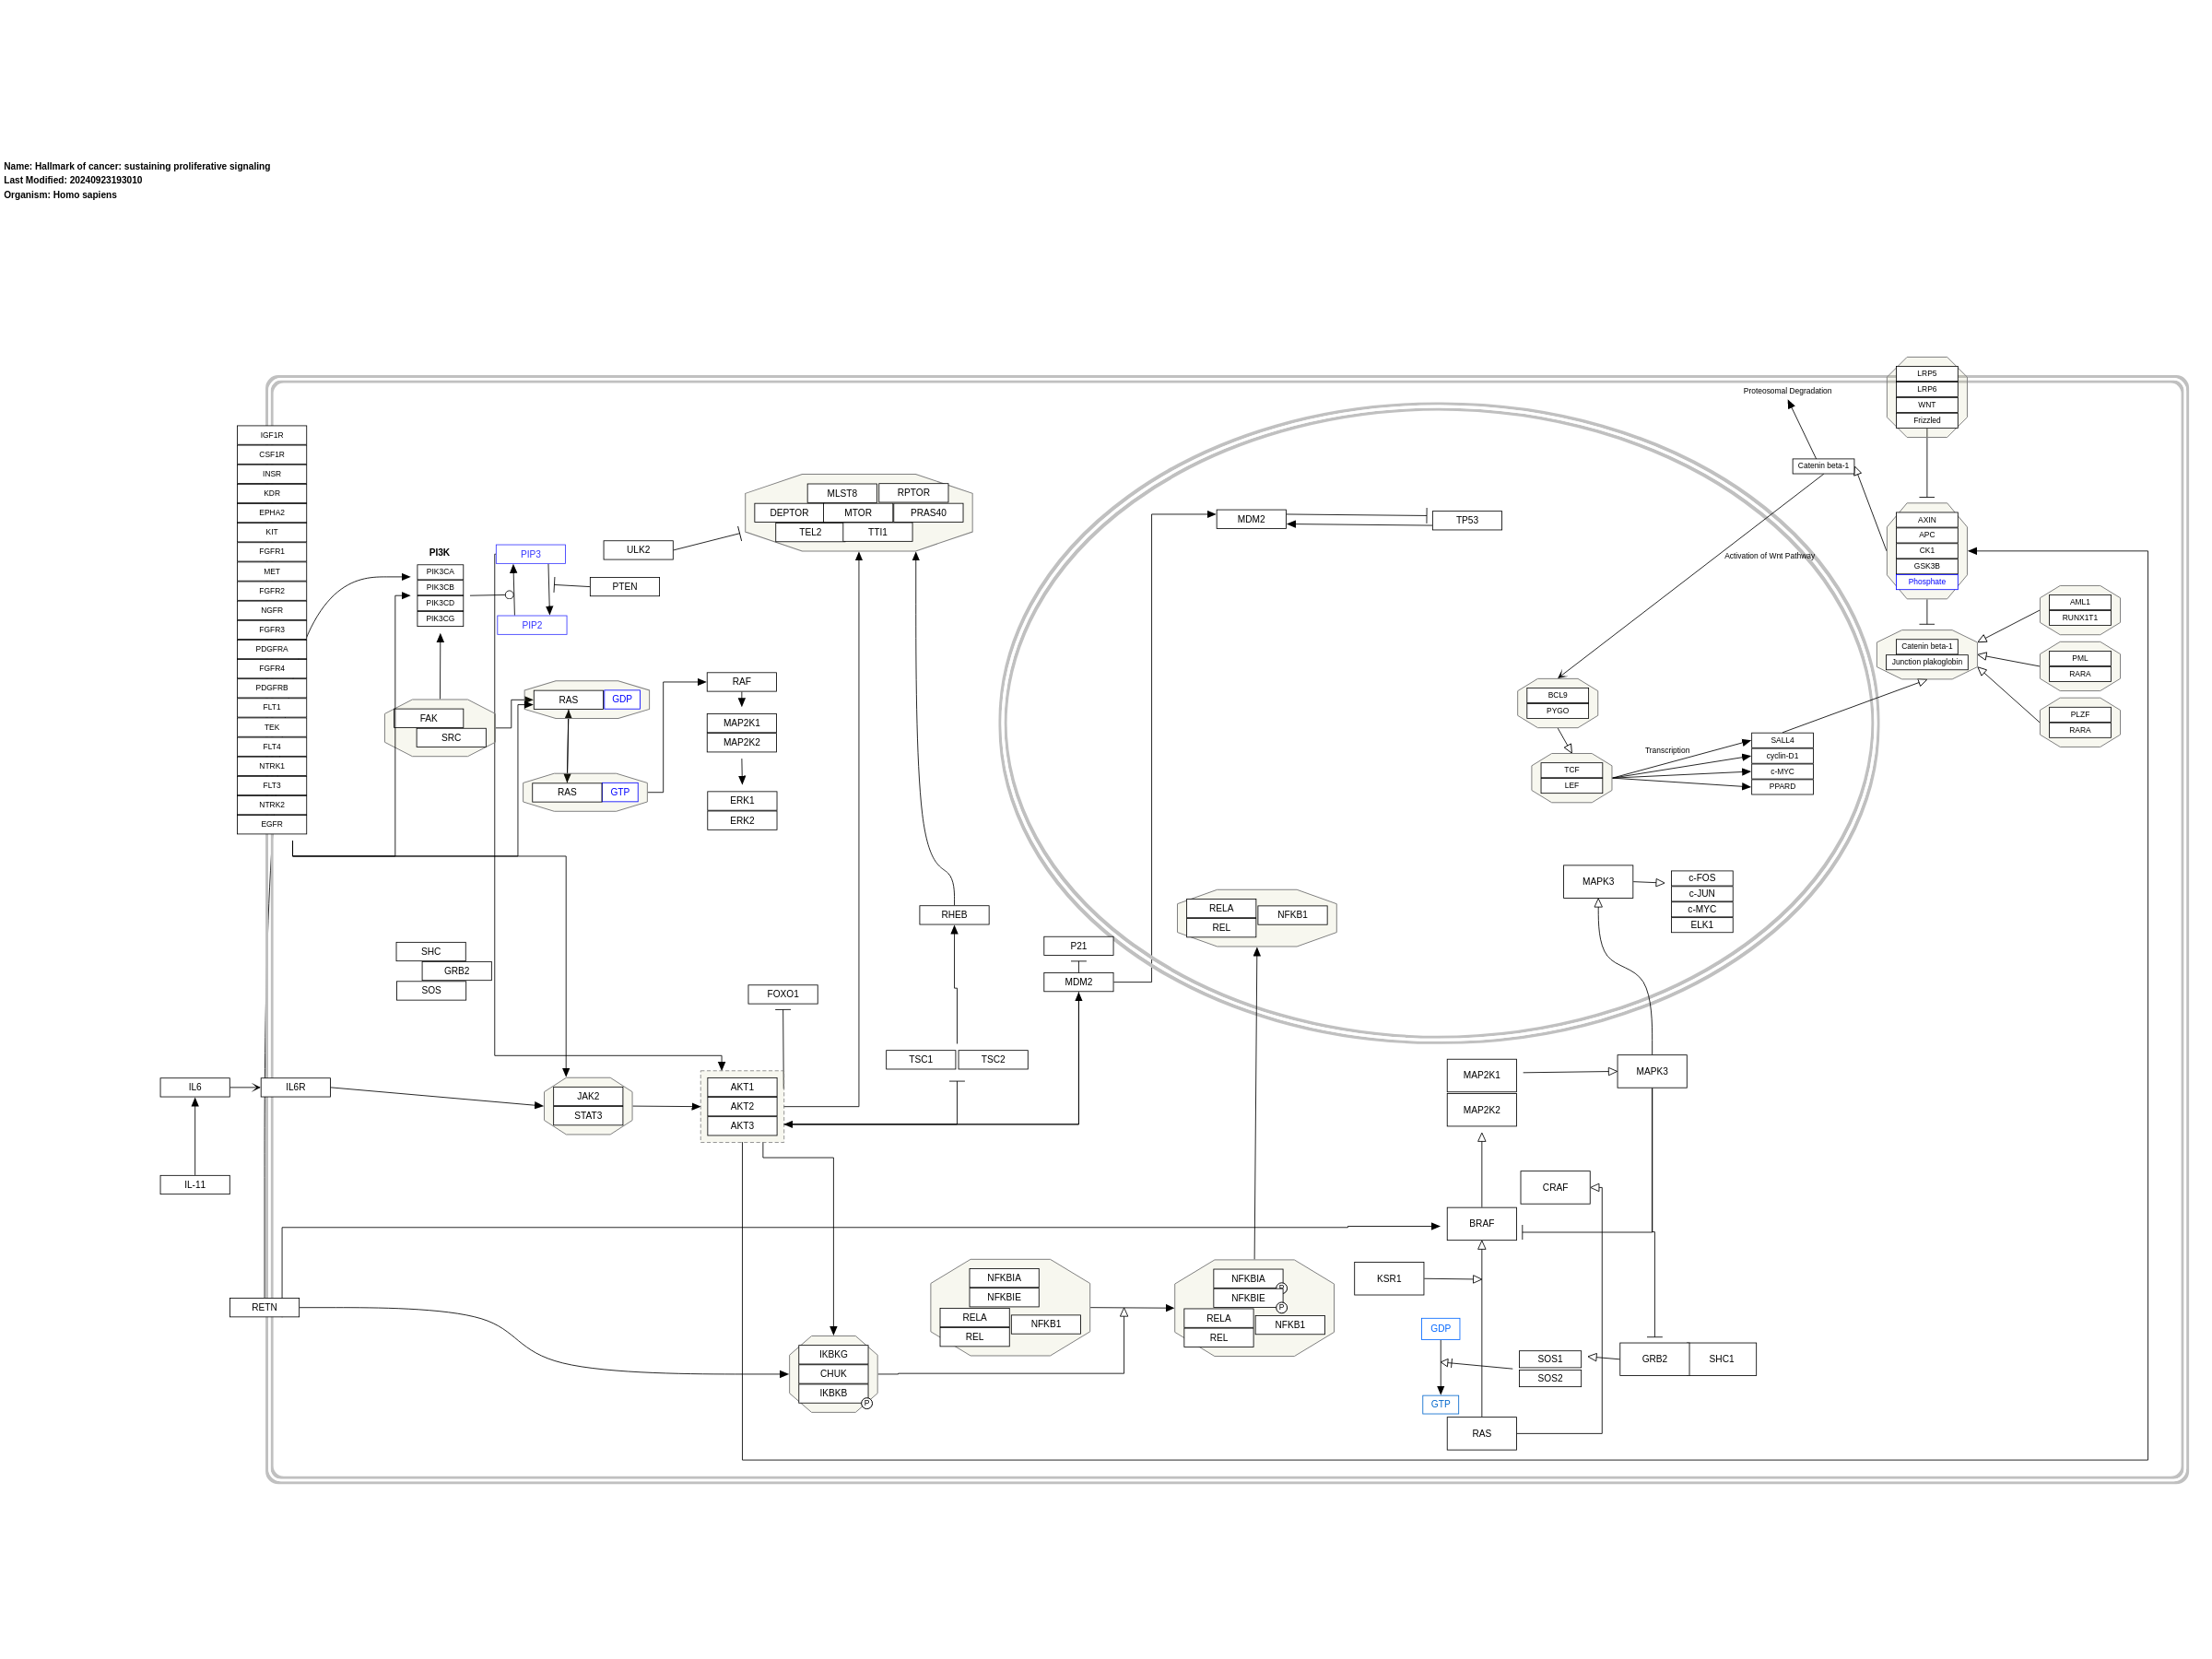 Name: Hallmark of cancer: sustaining proliferative signaling
Last Modified: 20240923193010
Organism: Homo sapiens
IGF1R
CSF1R
INSR
KDR
EPHA2
KIT
FGFR1
MET
FGFR2
NGFR
FGFR3
PDGFRA
FGFR4
PDGFRB
FLT1
TEK
FLT4
NTRK1
FLT3
NTRK2
EGFR
PI3K
PIK3CA
PIK3CB
PIK3CD
PIK3CG
PIP3
PIP2
ULK2
PTEN
FAK
SRC
RAS GDP
RAS GTP
RAF
MAP2K1
MAP2K2
ERK1
ERK2
MLST8 RPTOR
DEPTOR MTOR PRAS40
TEL2 TTI1
SHC
GRB2
SOS
IL6
IL6R
IL-11
RETN
JAK2
STAT3
FOXO1
AKT1
AKT2
AKT3
RHEB
TSC1 TSC2
P21
MDM2
MDM2
TP53
RELA
REL
NFKB1
IKBKG
CHUK
IKBKB
P
NFKBIA
NFKBIE
RELA
REL
NFKB1
NFKBIA
P
NFKBIE
P
RELA
REL
NFKB1
Proteosomal Degradation
Catenin beta-1
Activation of Wnt Pathway
LRP5
LRP6
WNT
Frizzled
AXIN
APC
CK1
GSK3B
Phosphate
Catenin beta-1
Junction plakoglobin
AML1
RUNX1T1
PML
RARA
PLZF
RARA
BCL9
PYGO
TCF
LEF
Transcription
SALL4
cyclin-D1
c-MYC
PPARD
MAPK3
c-FOS
c-JUN
c-MYC
ELK1
MAP2K1
MAP2K2
MAPK3
CRAF
BRAF
KSR1
GDP
GTP
SOS1
SOS2
GRB2 SHC1
RAS